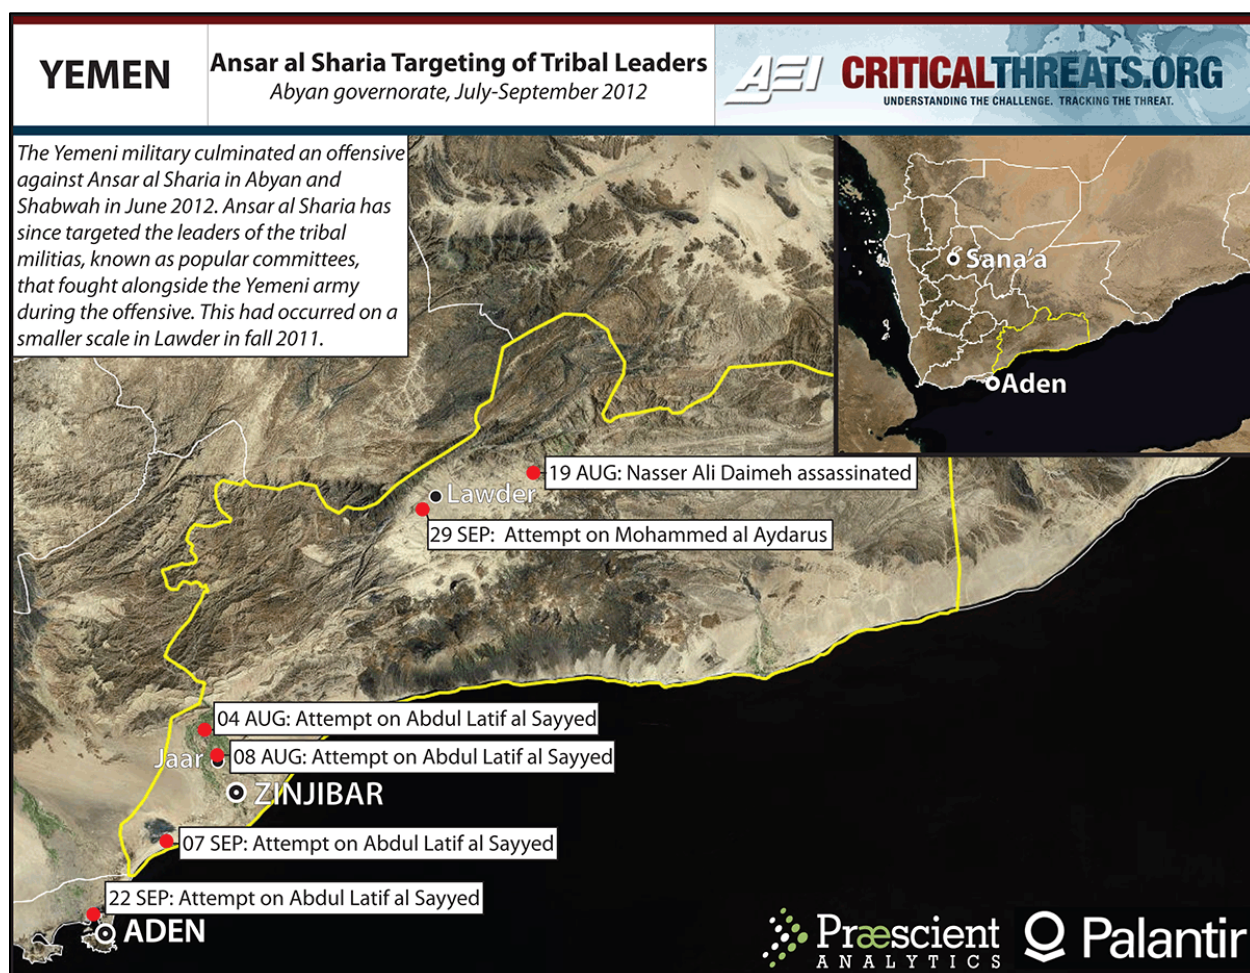 YEMEN
Ansar al Sharia Targeting of Tribal Leaders
Abyan governorate, July-September 2012
AEI
CRITICALTHREATS.ORG
UNDERSTANDING THE CHALLENGE. TRACKING THE THREAT.
The Yemeni military culminated an offensive
against Ansar al Sharia in Abyan and
Shabwah in June 2012. Ansar al Sharia has
since targeted the leaders of the tribal
militias, known as popular committees,
that fought alongside the Yemeni army
during the offensive. This had occurred on a
smaller scale in Lawder in fall 2011.
Sana'a
Aden
19 AUG: Nasser Ali Daimeh assassinated
Lawder
29 SEP:  Attempt on Mohammed al Aydarus
04 AUG: Attempt on Abdul Latif al Sayyed
Jaar
08 AUG: Attempt on Abdul Latif al Sayyed
ZINJIBAR
07 SEP: Attempt on Abdul Latif al Sayyed
22 SEP: Attempt on Abdul Latif al Sayyed
ADEN
Præscient
ANALYTICS
Palantir